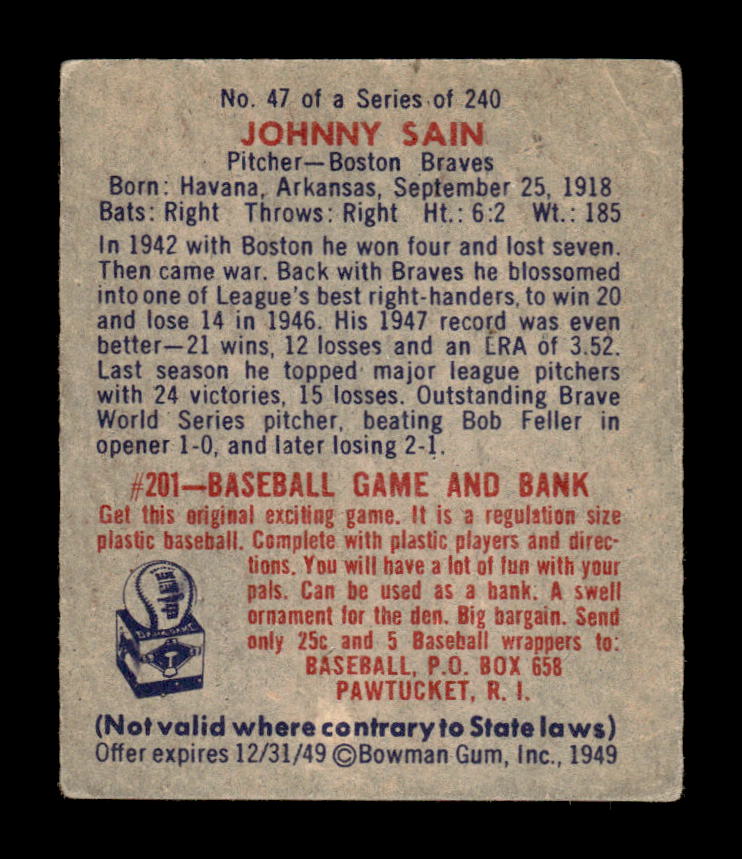 No. 47 of a Series of 240
JOHNNY SAIN
Pitcher—Boston Braves
Born: Havana, Arkansas, September 25, 1918
Bats: Right Throws: Right Ht.: 6:2 Wt.: 185
In 1942 with Boston he won four and lost seven.
Then came war. Back with Braves he blossomed
into one of League's best right-handers, to win 20
and lose 14 in 1946. His 1947 record was even
better—21 wins, 12 losses and an ERA of 3.52.
Last season he topped major league pitchers
with 24 victories, 15 losses. Outstanding Brave
World Series pitcher, beating Bob Feller in
opener 1-0, and later losing 2-1.
#201—BASEBALL GAME AND BANK
Get this original exciting game. It is a regulation size
plastic baseball. Complete with plastic players and direc-
tions. You will have a lot of fun with your
pals. Can be used as a bank. A swell
ornament for the den. Big bargain. Send
only 25c and 5 Baseball wrappers to:
BASEBALL, P.O. BOX 658
PAWTUCKET, R. I.
(Not valid where contrary to State laws)
Offer expires 12/31/49 ©Bowman Gum, Inc., 1949